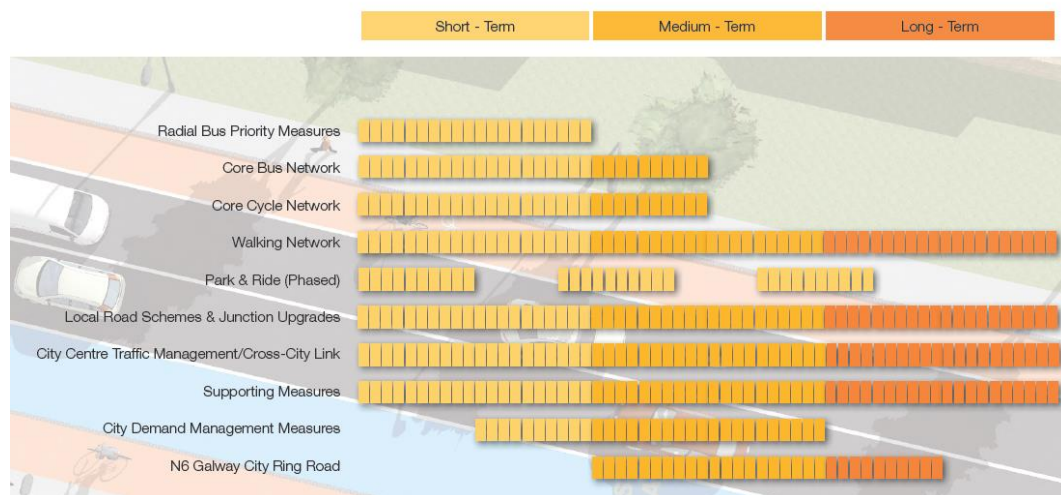 Short - Term Medium - Term Long - Term
Radial Bus Priority Measures
Core Bus Network
Core Cycle Network
Walking Network
Park & Ride (Phased)
Local Road Schemes & Junction Upgrades
City Centre Traffic Management/Cross-City Link
Supporting Measures
City Demand Management Measures
N6 Galway City Ring Road